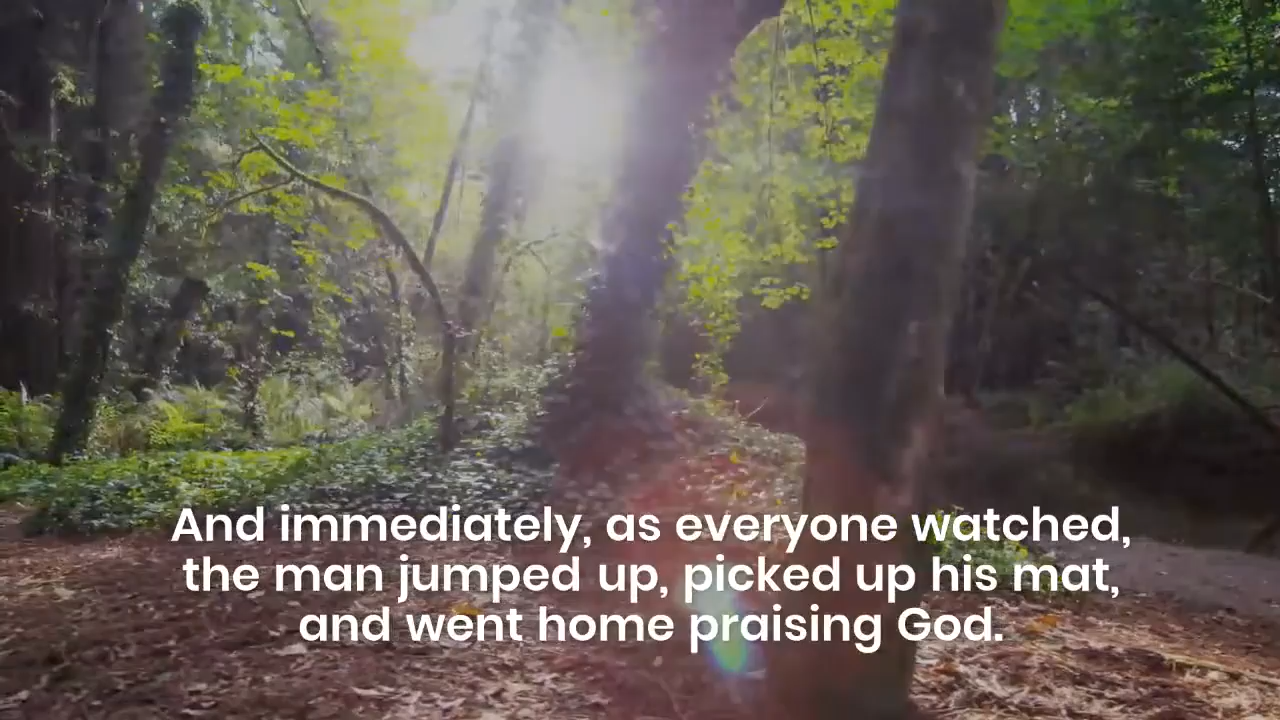 And immediately, as everyone watched,
the man jumped up, picked up his mat,
and went home praising God.